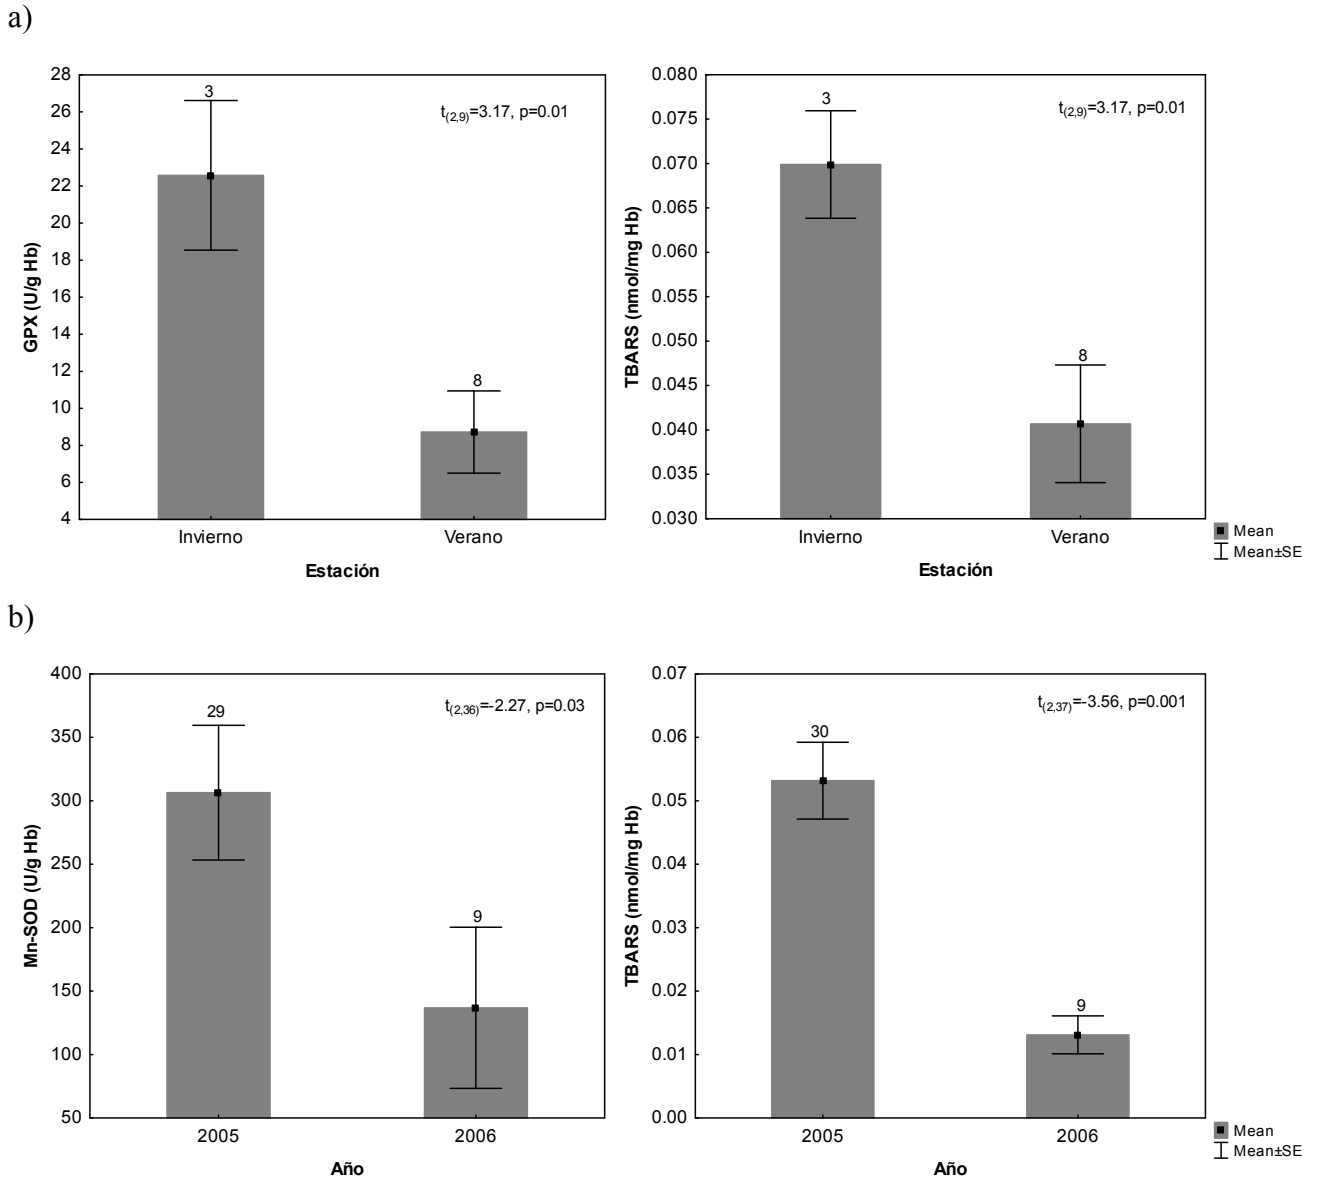 a)
28
26
24
22
20
18
16
14
12
10
8
6
4
GPX (U/g Hb)
3
8
t(2,9)=3.17, p=0.01
Invierno
Verano
Estación
0.080
0.075
0.070
0.065
0.060
0.055
0.050
0.045
0.040
0.035
0.030
TBARS (nmol/mg Hb)
3
8
t(2,9)=3.17, p=0.01
Invierno
Verano
Estación
Mean
Mean±SE
b)
400
350
300
250
200
150
100
50
Mn-SOD (U/g Hb)
29
9
t(2,36)=-2.27, p=0.03
2005
2006
Año
0.07
0.06
0.05
0.04
0.03
0.02
0.01
0.00
TBARS (nmol/mg Hb)
30
9
t(2,37)=-3.56, p=0.001
2005
2006
Año
Mean
Mean±SE